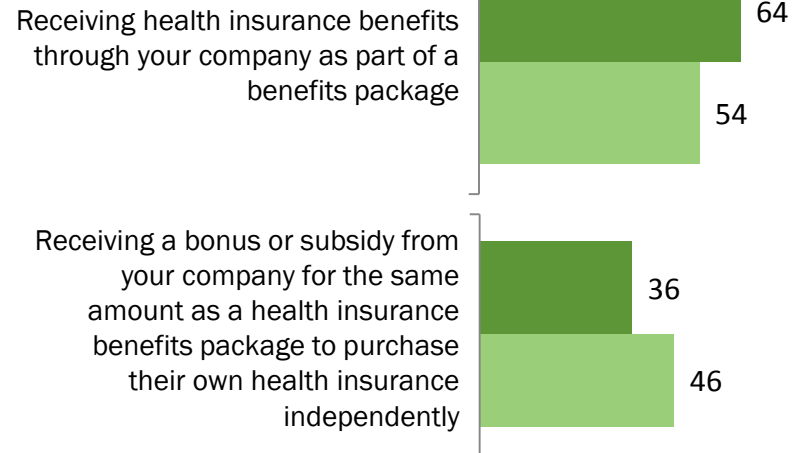 Receiving health insurance benefits
through your company as part of a
benefits package
64
54
Receiving a bonus or subsidy from
your company for the same
amount as a health insurance
benefits package to purchase
their own health insurance
independently
36
46